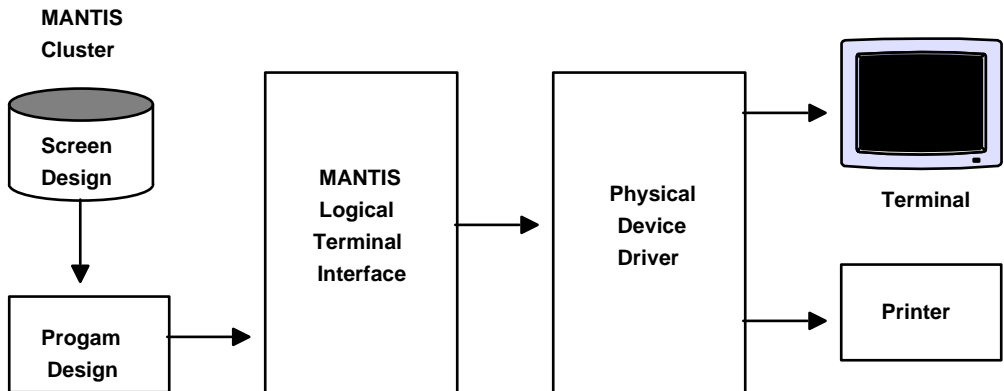 MANTIS
Cluster
Screen
Design
Progam
Design
MANTIS
Logical
Terminal
Interface
Physical
Device
Driver
Terminal
Printer